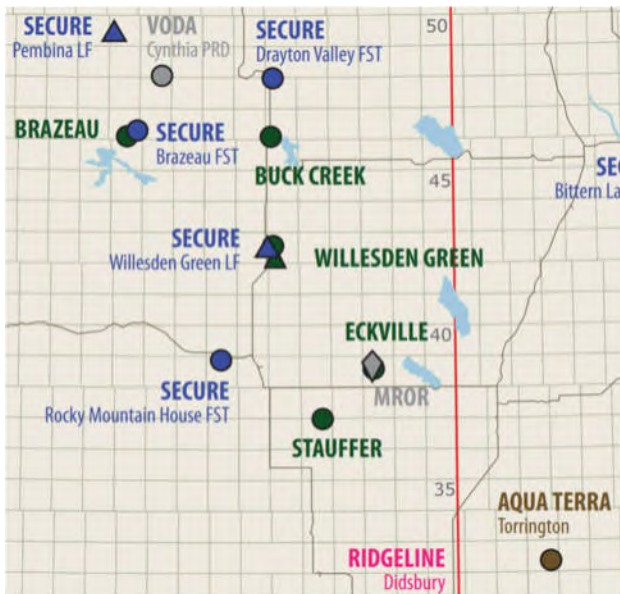 SECURE
Pembina LF
VODA
Cynthia PRD
SECURE
Drayton Valley FST
50
BRAZEAU
SECURE
Brazeau FST
BUCK CREEK
45
SEC
Bittern La
SECURE
Willesden Green LF
WILLESDEN GREEN
ECKVILLE
40
MROR
SECURE
Rocky Mountain House FST
STAUFFER
35
AQUA TERRA
Torrington
RIDGELINE
Didsbury